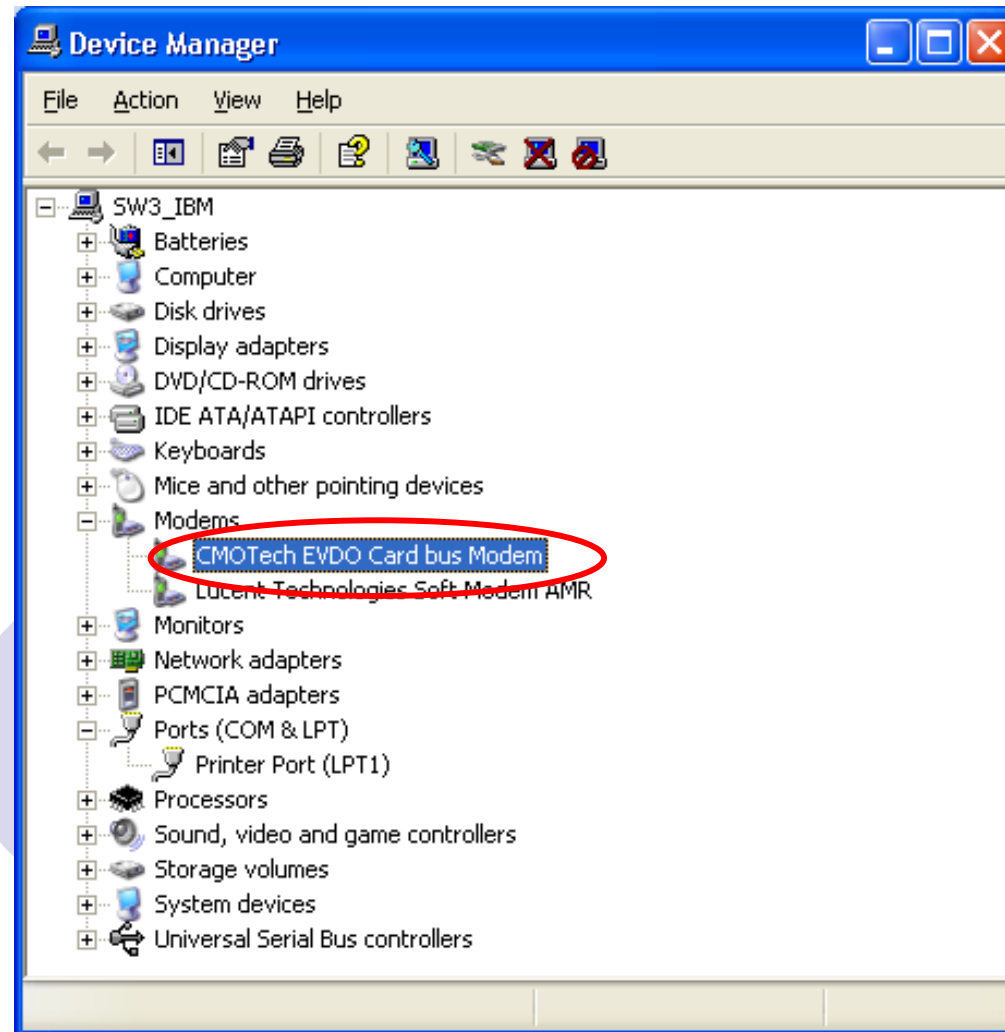 Device Manager
File Action View Help
SW3_IBM
Batteries
Computer
Disk drives
Display adapters
DVD/CD-ROM drives
IDE ATA/ATAPI controllers
Keyboards
Mice and other pointing devices
Modems
CMOTech EVDO Card bus Modem
Lucent Technologies Soft Modem AMR
Monitors
Network adapters
PCMCIA adapters
Ports (COM & LPT)
Printer Port (LPT1)
Processors
Sound, video and game controllers
Storage volumes
System devices
Universal Serial Bus controllers